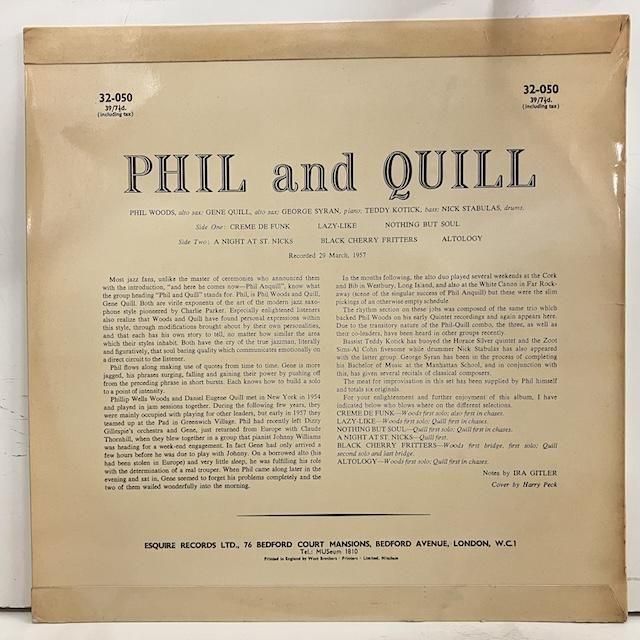 32-050
39/7½d.
(including tax)
32-050
39/7½d.
(including tax)
PHIL and QUILL
PHIL WOODS, alto sax; GENE QUILL, alto sax; GEORGE SYRAN, piano; TEDDY KOTICK, bass; NICK STABULAS, drums.
Side One: CREME DE FUNK LAZY-LIKE NOTHING BUT SOUL
Side Two: A NIGHT AT ST. NICKS BLACK CHERRY FRITTERS ALTOLOGY
Recorded 29 March, 1957
Most jazz fans, unlike the master of ceremonies who announced them
with the introduction, "and here he comes now—Phil Anquill", know what
the group heading "Phil and Quill" stands for. Phil, is Phil Woods and Quill,
Gene Quill. Both are virile exponents of the art of the modern jazz saxo-
phone style pioneered by Charlie Parker. Especially enlightened listeners
also realize that Woods and Quill have found personal expressions within
this style, through modifications brought about by their own personalities,
and that each has his own story to tell, no matter how similar the area
which their styles inhabit. Both have the cry of the true jazzman, literally
and figuratively, that soul baring quality which communicates emotionally on
a direct circuit to the listener.
Phil flows along making use of quotes from time to time. Gene is more
jagged, his phrases surging, falling and gaining their power by pushing off
from the preceding phrase in short bursts. Each knows how to build a solo
to a point of intensity.
Phillip Wells Woods and Daniel Eugene Quill met in New York in 1954
and played in jam sessions together. During the following few years, they
were mainly occupied with playing for other leaders, but early in 1957 they
teamed up at the Pad in Greenwich Village. Phil had recently left Dizzy
Gillespie's orchestra and Gene, just returned from Europe with Claude
Thornhill, when they blew together in a group that pianist Johnny Williams
was heading for a week-end engagement. In fact Gene had only arrived a
few hours before he was due to play with Johnny. On a borrowed alto (his
had been stolen in Europe) and very little sleep, he was fulfilling his role
with the determination of a real trouper. When Phil came along later in the
evening and sat in, Gene seemed to forget his problems completely and the
two of them wailed wonderfully into the morning.
In the months following, the alto duo played several weekends at the Cork
and Bib in Westbury, Long Island, and also at the White Canon in Far Rock-
away (scene of the singular success of Phil Anquill) but these were the slim
pickings of an otherwise empty schedule.
The rhythm section on these jobs was composed of the same trio which
backed Phil Woods on his early Quintet recordings and again appears here.
Due to the transitory nature of the Phil-Quill combo, the three, as well as
their co-leaders, have been heard in other groups recently.
Bassist Teddy Kotick has buoyed the Horace Silver quintet and the Zoot
Sims-Al Cohn fivesome while drummer Nick Stabulas has also appeared
with the latter group. George Syran has been in the process of completing
his Bachelor of Music at the Manhattan School, and in conjunction with
this, has given several recitals of classical composers.
The meat for improvisation in this set has been supplied by Phil himself
and totals six originals.
For your enlightenment and further enjoyment of this album, I have
indicated below who blows where on the different selections.
CREME DE FUNK—Woods first solo; also first in chases.
LAZY-LIKE—Woods first solo; Quill first in chases.
NOTHING BUT SOUL—Quill first solo; Quill first in chases.
A NIGHT AT ST. NICKS—Quill first.
BLACK CHERRY FRITTERS—Woods first bridge, first solo; Quill
second solo and last bridge.
ALTOLOGY—Woods first solo; Quill first in chases.
Notes by IRA GITLER
Cover by Harry Peck
ESQUIRE RECORDS LTD., 76 BEDFORD COURT MANSIONS, BEDFORD AVENUE, LONDON, W.C.1
Tel.: MUSeum 1810
Printed in England by West Brothers · Printers · Limited, Mitcham